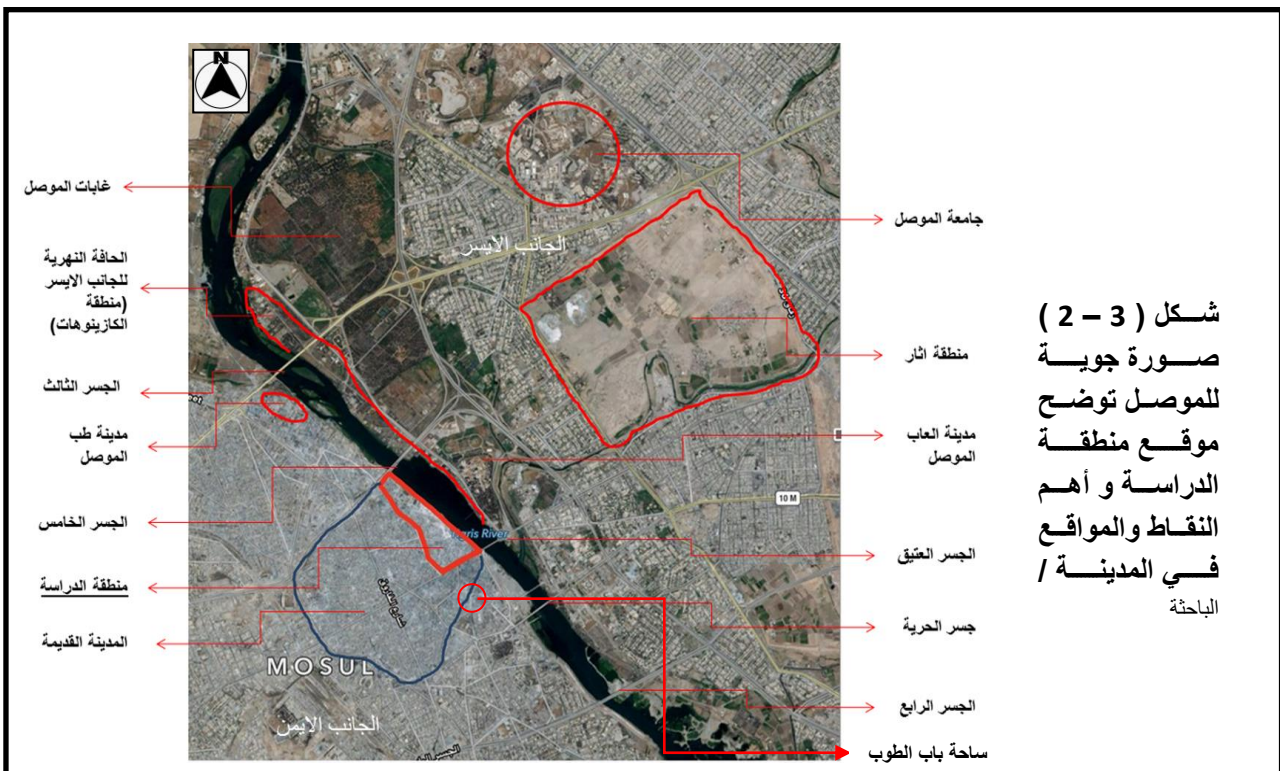 N
غابات الموصل
الحافة النهرية
للجانب الايسر
(منطقة
الكازينوهات)
الجسر الثالث
مدينة طب
الموصل
الجسر الخامس
منطقة الدراسة
المدينة القديمة
الجانب الايسر
10 M
River
MOSUL
الجانب الايمن
جامعة الموصل
منطقة اثار
مدينة العاب
الموصل
الجسر العتيق
جسر الحرية
الجسر الرابع
ساحة باب الطوب
شكل ( 3 – 2 )
صورة جوية
للموصل توضح
موقع منطقة
الدراسة و أهم
النقاط والمواقع
في المدينة /
الباحثة